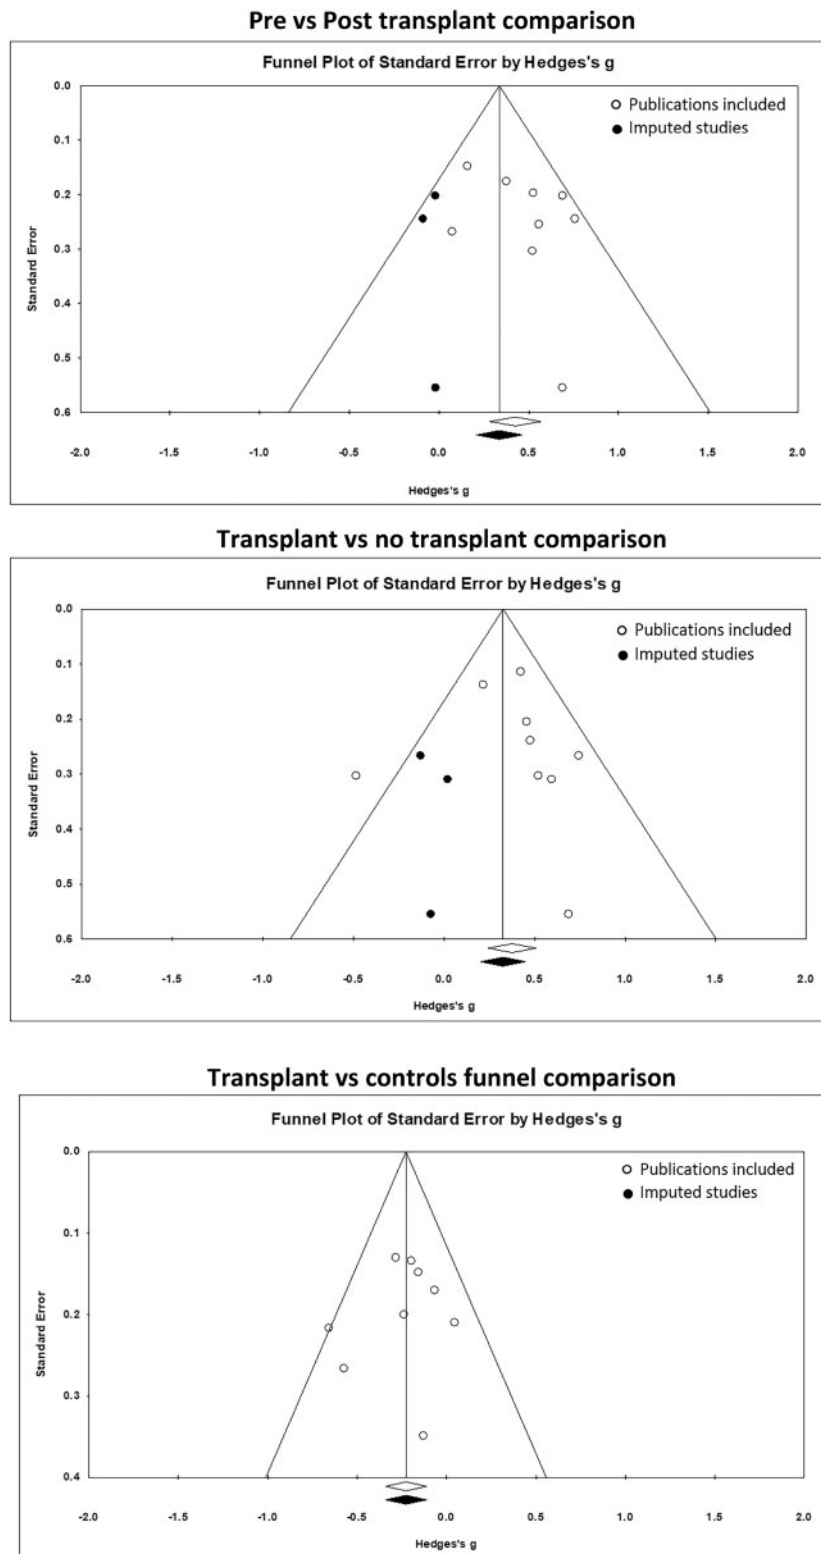 Pre vs Post transplant comparison
Funnel Plot of Standard Error by Hedges's g
Publications included
Imputed studies
Standard Error
0.0
0.1
0.2
0.3
0.4
0.5
0.6
-2.0 -1.5 -1.0 -0.5 0.0 0.5 1.0 1.5 2.0
Hedges's g
Transplant vs no transplant comparison
Funnel Plot of Standard Error by Hedges's g
Publications included
Imputed studies
Standard Error
0.0
0.1
0.2
0.3
0.4
0.5
0.6
-2.0 -1.5 -1.0 -0.5 0.0 0.5 1.0 1.5 2.0
Hedges's g
Transplant vs controls funnel comparison
Funnel Plot of Standard Error by Hedges's g
Publications included
Imputed studies
Standard Error
0.0
0.1
0.2
0.3
0.4
-2.0 -1.5 -1.0 -0.5 0.0 0.5 1.0 1.5 2.0
Hedges's g